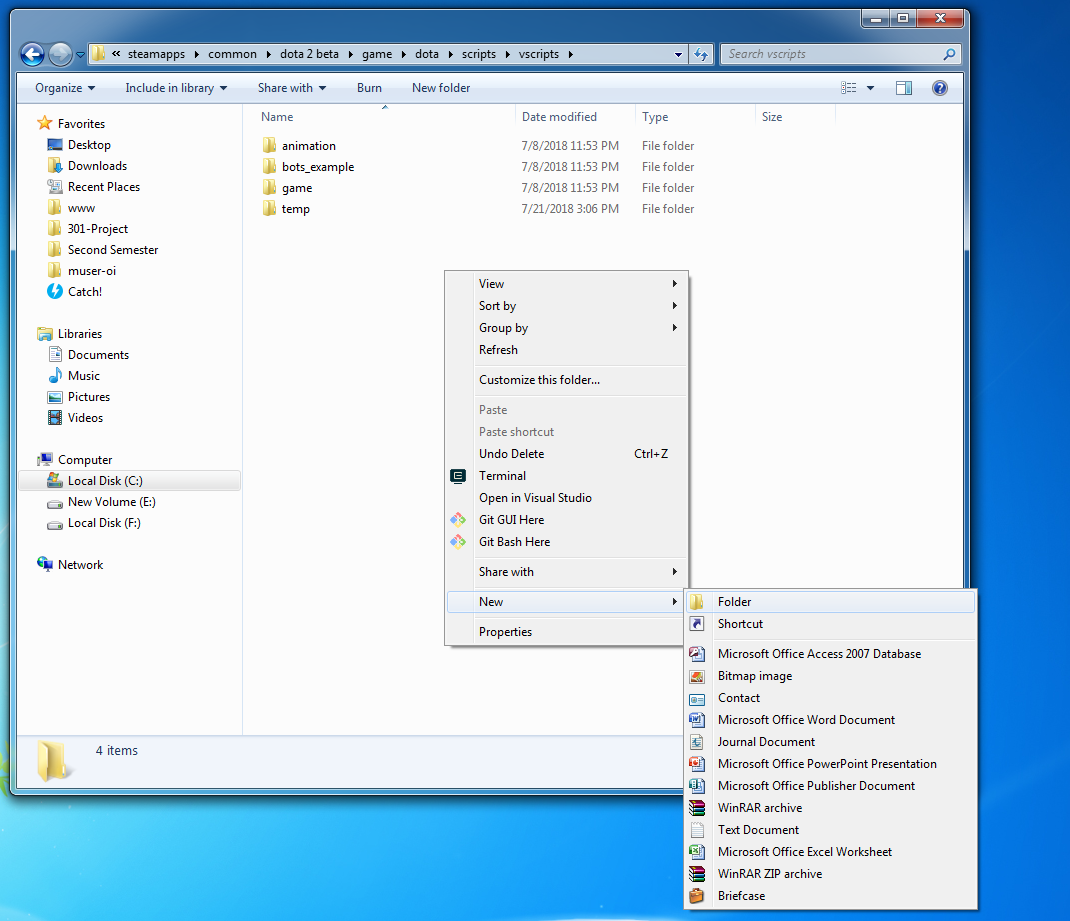 « steamapps ▸ common ▸ dota 2 beta ▸ game ▸ dota ▸ scripts ▸ vscripts ▸
Search vscripts
Organize Include in library Share with Burn New folder
Favorites
Desktop
Downloads
Recent Places
www
301-Project
Second Semester
muser-oi
Catch!
Libraries
Documents
Music
Pictures
Videos
Computer
Local Disk (C:)
New Volume (E:)
Local Disk (F:)
Network
Name Date modified Type Size
animation 7/8/2018 11:53 PM File folder
bots_example 7/8/2018 11:53 PM File folder
game 7/8/2018 11:53 PM File folder
temp 7/21/2018 3:06 PM File folder
View
Sort by
Group by
Refresh
Customize this folder...
Paste
Paste shortcut
Undo Delete Ctrl+Z
Terminal
Open in Visual Studio
Git GUI Here
Git Bash Here
Share with
New
Properties
Folder
Shortcut
Microsoft Office Access 2007 Database
Bitmap image
Contact
Microsoft Office Word Document
Journal Document
Microsoft Office PowerPoint Presentation
Microsoft Office Publisher Document
WinRAR archive
Text Document
Microsoft Office Excel Worksheet
WinRAR ZIP archive
Briefcase
4 items